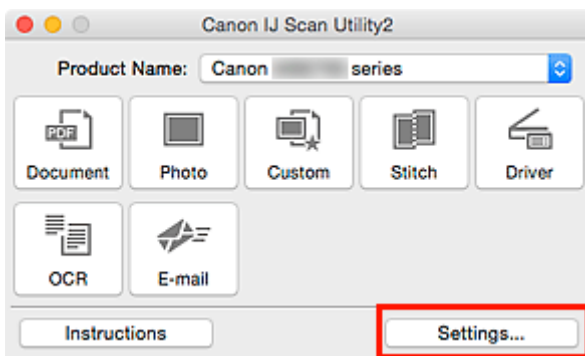 Canon IJ Scan Utility2
Product Name: Canon series
PDF
Document Photo Custom Stitch Driver
OCR E-mail
Instructions Settings...